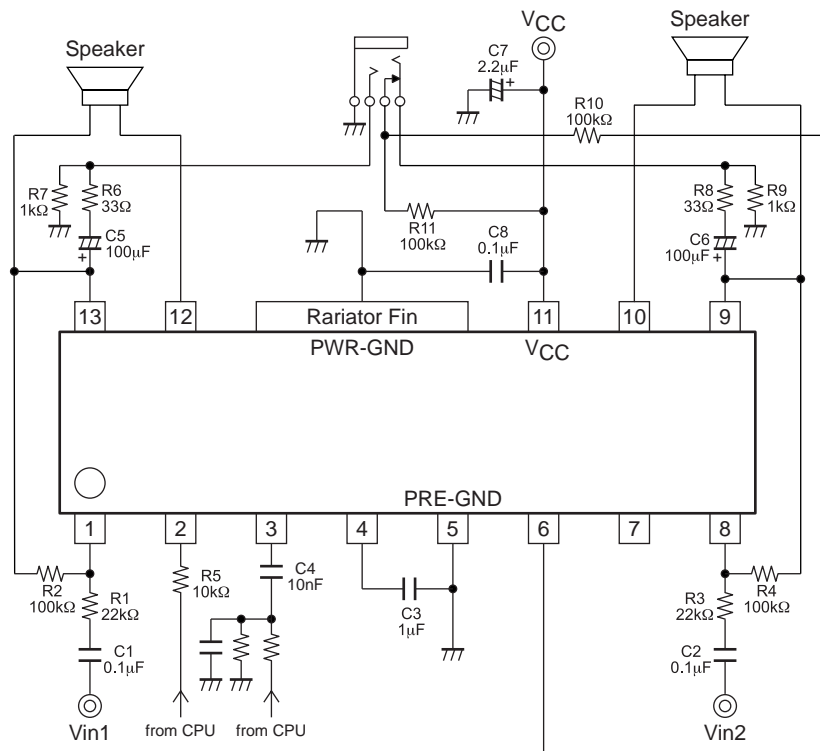 Speaker
VCC
Speaker
C7
2.2µF
+
R10
100kΩ
R7
1kΩ
R6
33Ω
R11
100kΩ
R8
33Ω
R9
1kΩ
C5
100µF
+
C8
0.1µF
C6
100µF
+
13
12
Rariator Fin
11
10
9
PWR-GND
VCC
PRE-GND
1
2
3
4
5
6
7
8
R2
100kΩ
R1
22kΩ
C1
0.1µF
R5
10kΩ
C4
10nF
C3
1µF
R3
22kΩ
R4
100kΩ
C2
0.1µF
Vin1
from CPU
from CPU
Vin2